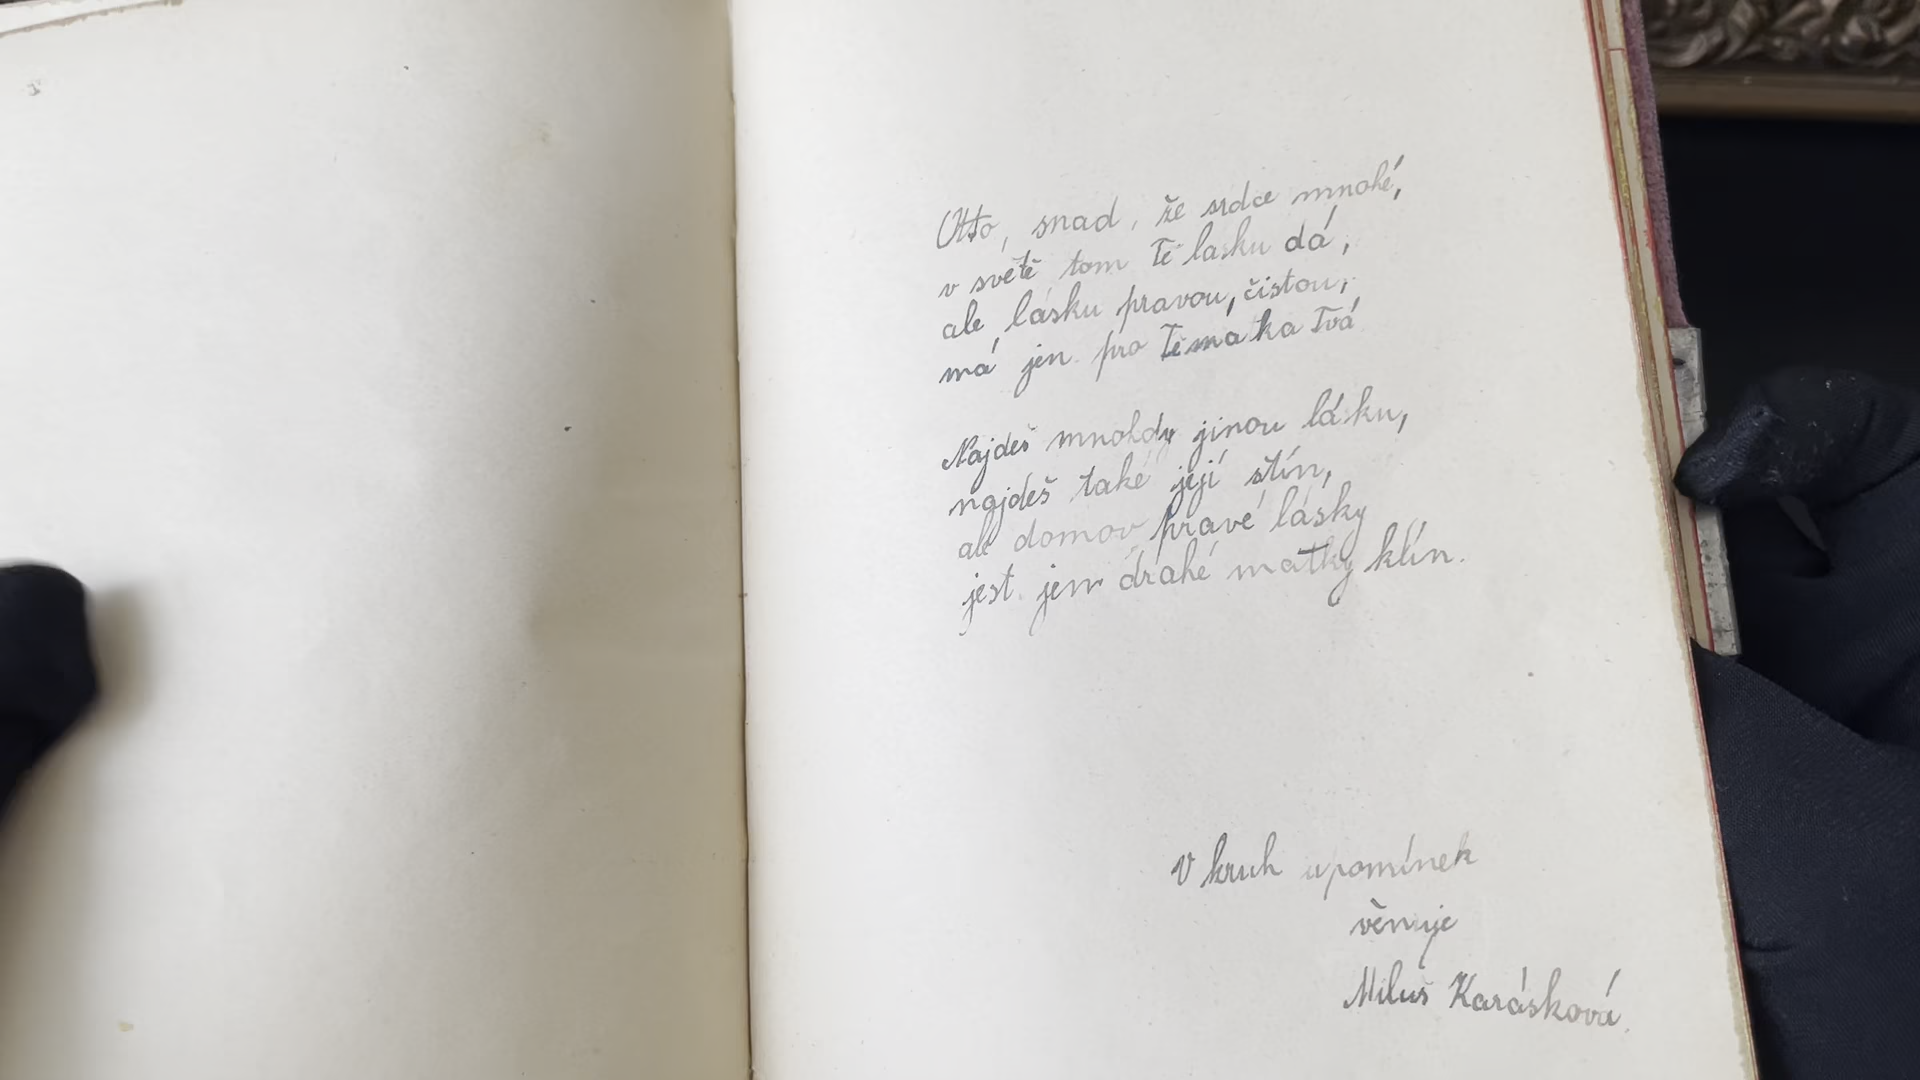 Otto, snad, že srdce mnohé,
v světě tom Tě lasku dá,
ale lásku pravou, čistou,
má jen pro Tě matka Tvá
Najdeš mnohdy jinou lásku,
najdeš také její stín,
ale domov pravé lásky
jest jen drahé matky klín.
V kruh upomínek
věnuje
Miluš Karásková.